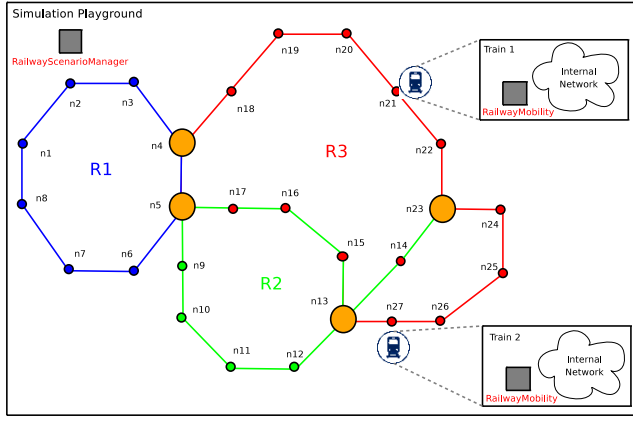 Simulation Playground
RailwayScenarioManager
n19
n20
Train 1
Internal
Network
RailwayMobility
n2
n3
n18
n21
n4
n1
R1
R3
n22
n8
n5
n17
n16
n23
n24
n7
n6
n9
n15
n14
n25
R2
n13
n10
n27
n26
n11
n12
Train 2
Internal
Network
RailwayMobility